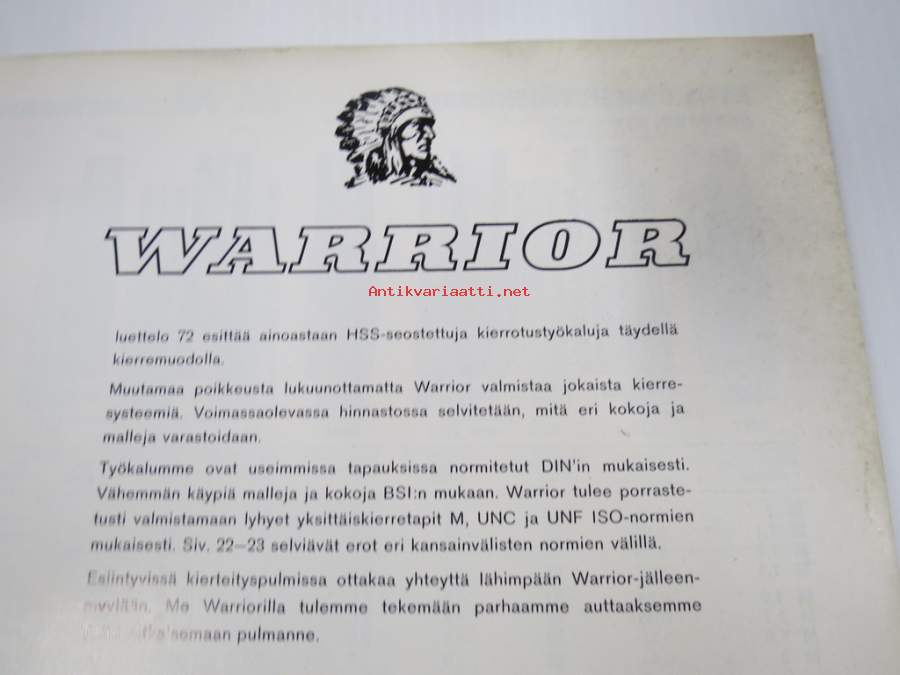 WARRIOR
Antikvariaatti.net
luettelo 72 esittää ainoastaan HSS-seostettuja kierrotustyökaluja täydellä
kierremuodolla.
Muutamaa poikkeusta lukuunottamatta Warrior valmistaa jokaista kierre-
systeemiä. Voimassaolevassa hinnastossa selvitetään, mitä eri kokoja ja
malleja varastoidaan.
Työkalumme ovat useimmissa tapauksissa normitetut DIN'in mukaisesti.
Vähemmän käypiä malleja ja kokoja BSI:n mukaan. Warrior tulee porraste-
tusti valmistamaan lyhyet yksittäiskierretapit M, UNC ja UNF ISO-normien
mukaisesti. Siv. 22—23 selviävät erot eri kansainvälisten normien välillä.
Esiintyvissä kierteityspulmissa ottakaa yhteyttä lähimpään Warrior-jälleen-
myyjään. Me Warriorilla tulemme tekemään parhaamme auttaaksemme
pulmanne.